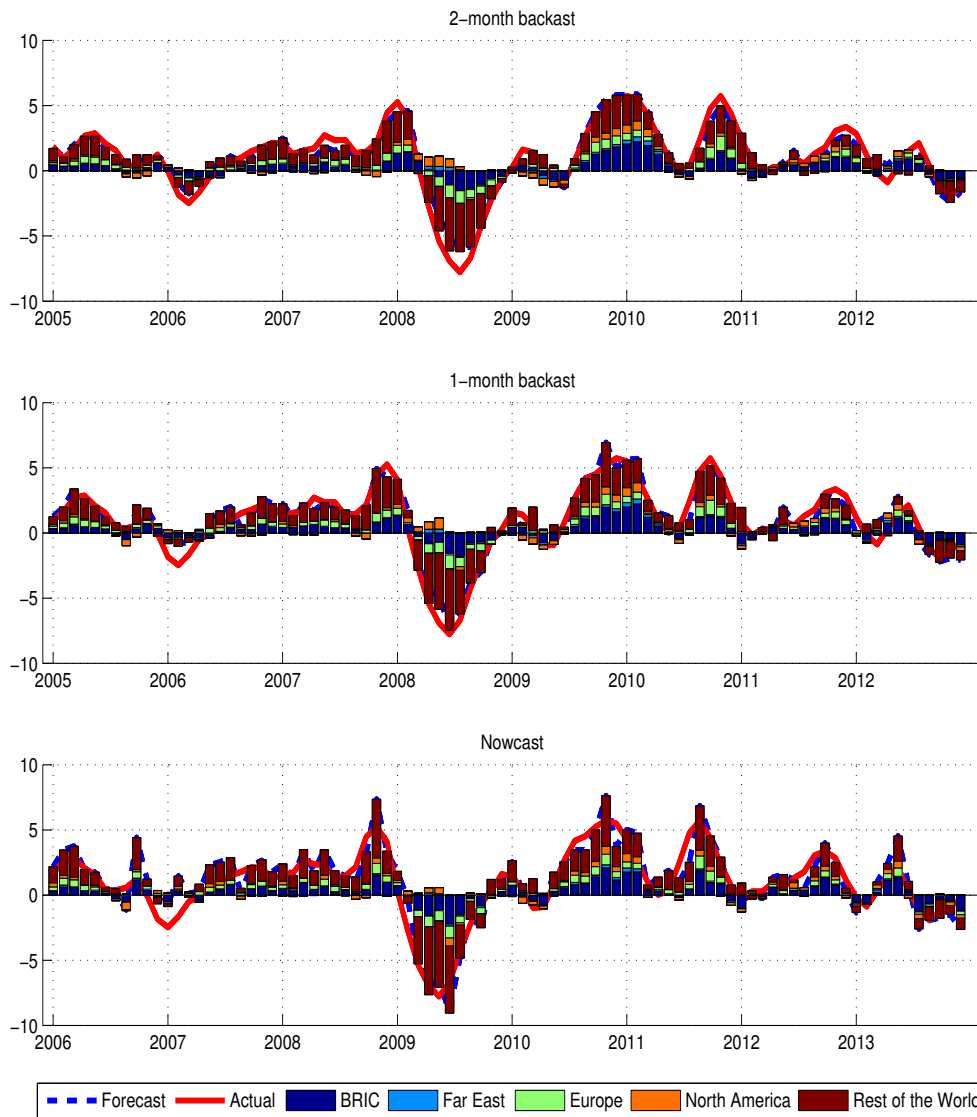 2−month backast
10
5
0
−5
−10
2005 2006 2007 2008 2009 2010 2011 2012
1−month backast
10
5
0
−5
−10
2005 2006 2007 2008 2009 2010 2011 2012
Nowcast
10
5
0
−5
−10
2006 2007 2008 2009 2010 2011 2012 2013
Forecast Actual BRIC Far East Europe North America Rest of the World